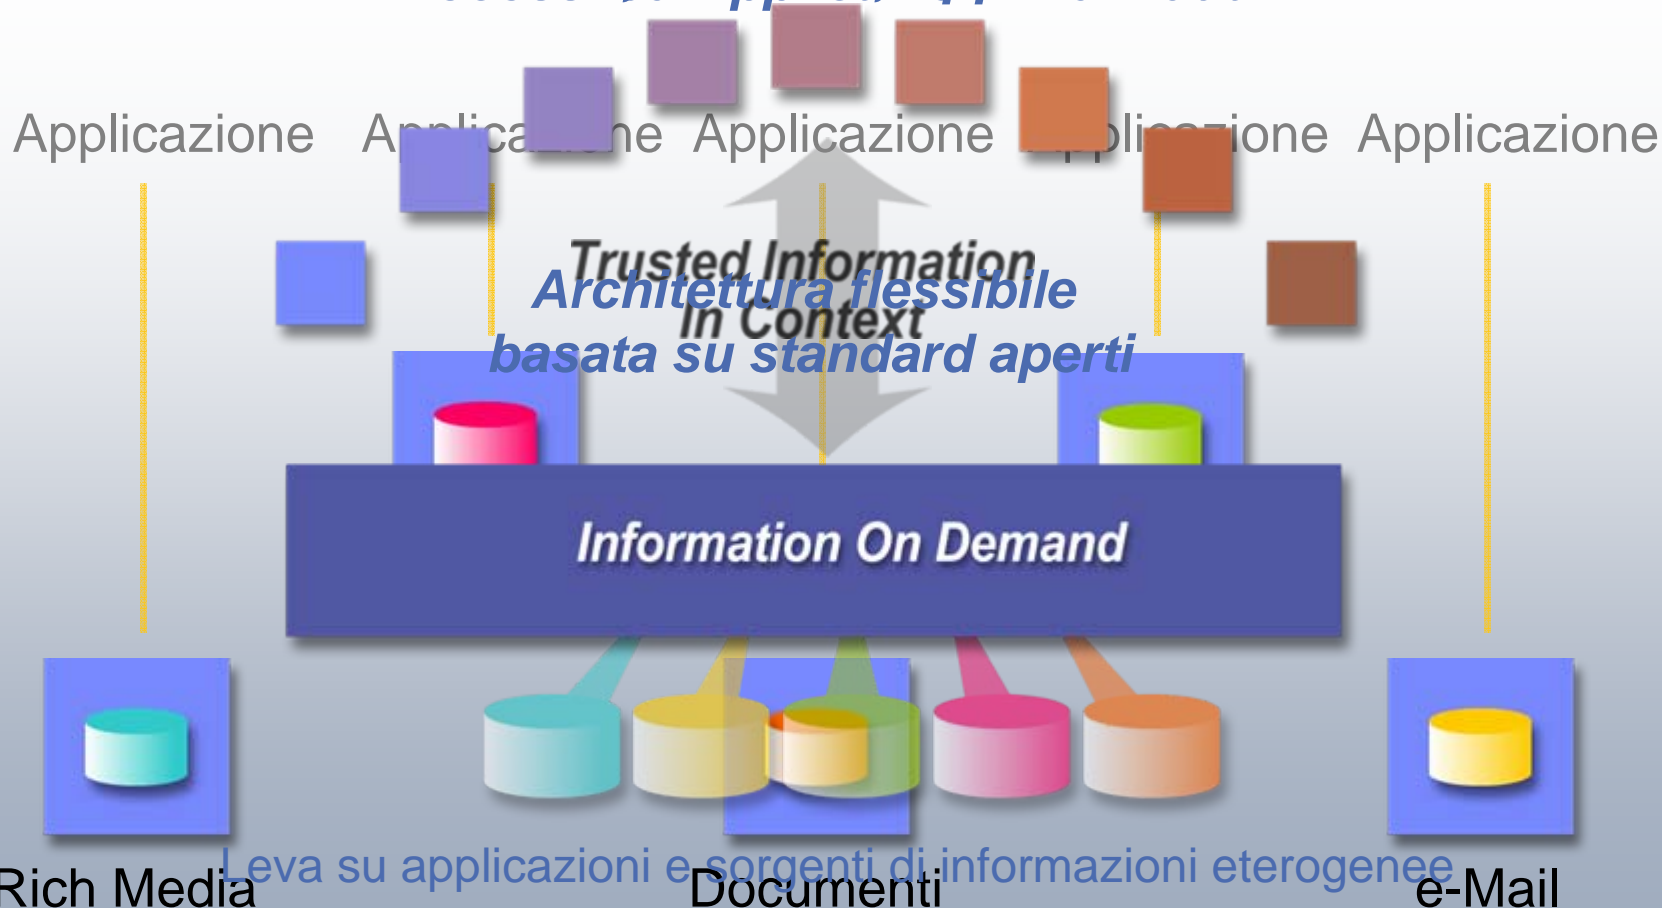 Applicazione Applicazione Applicazione Applicazione Applicazione
Trusted Information
In Context
Architettura flessibile
basata su standard aperti
Information On Demand
Leva su applicazioni e sorgenti di informazioni eterogenee
Rich Media Documenti e-Mail